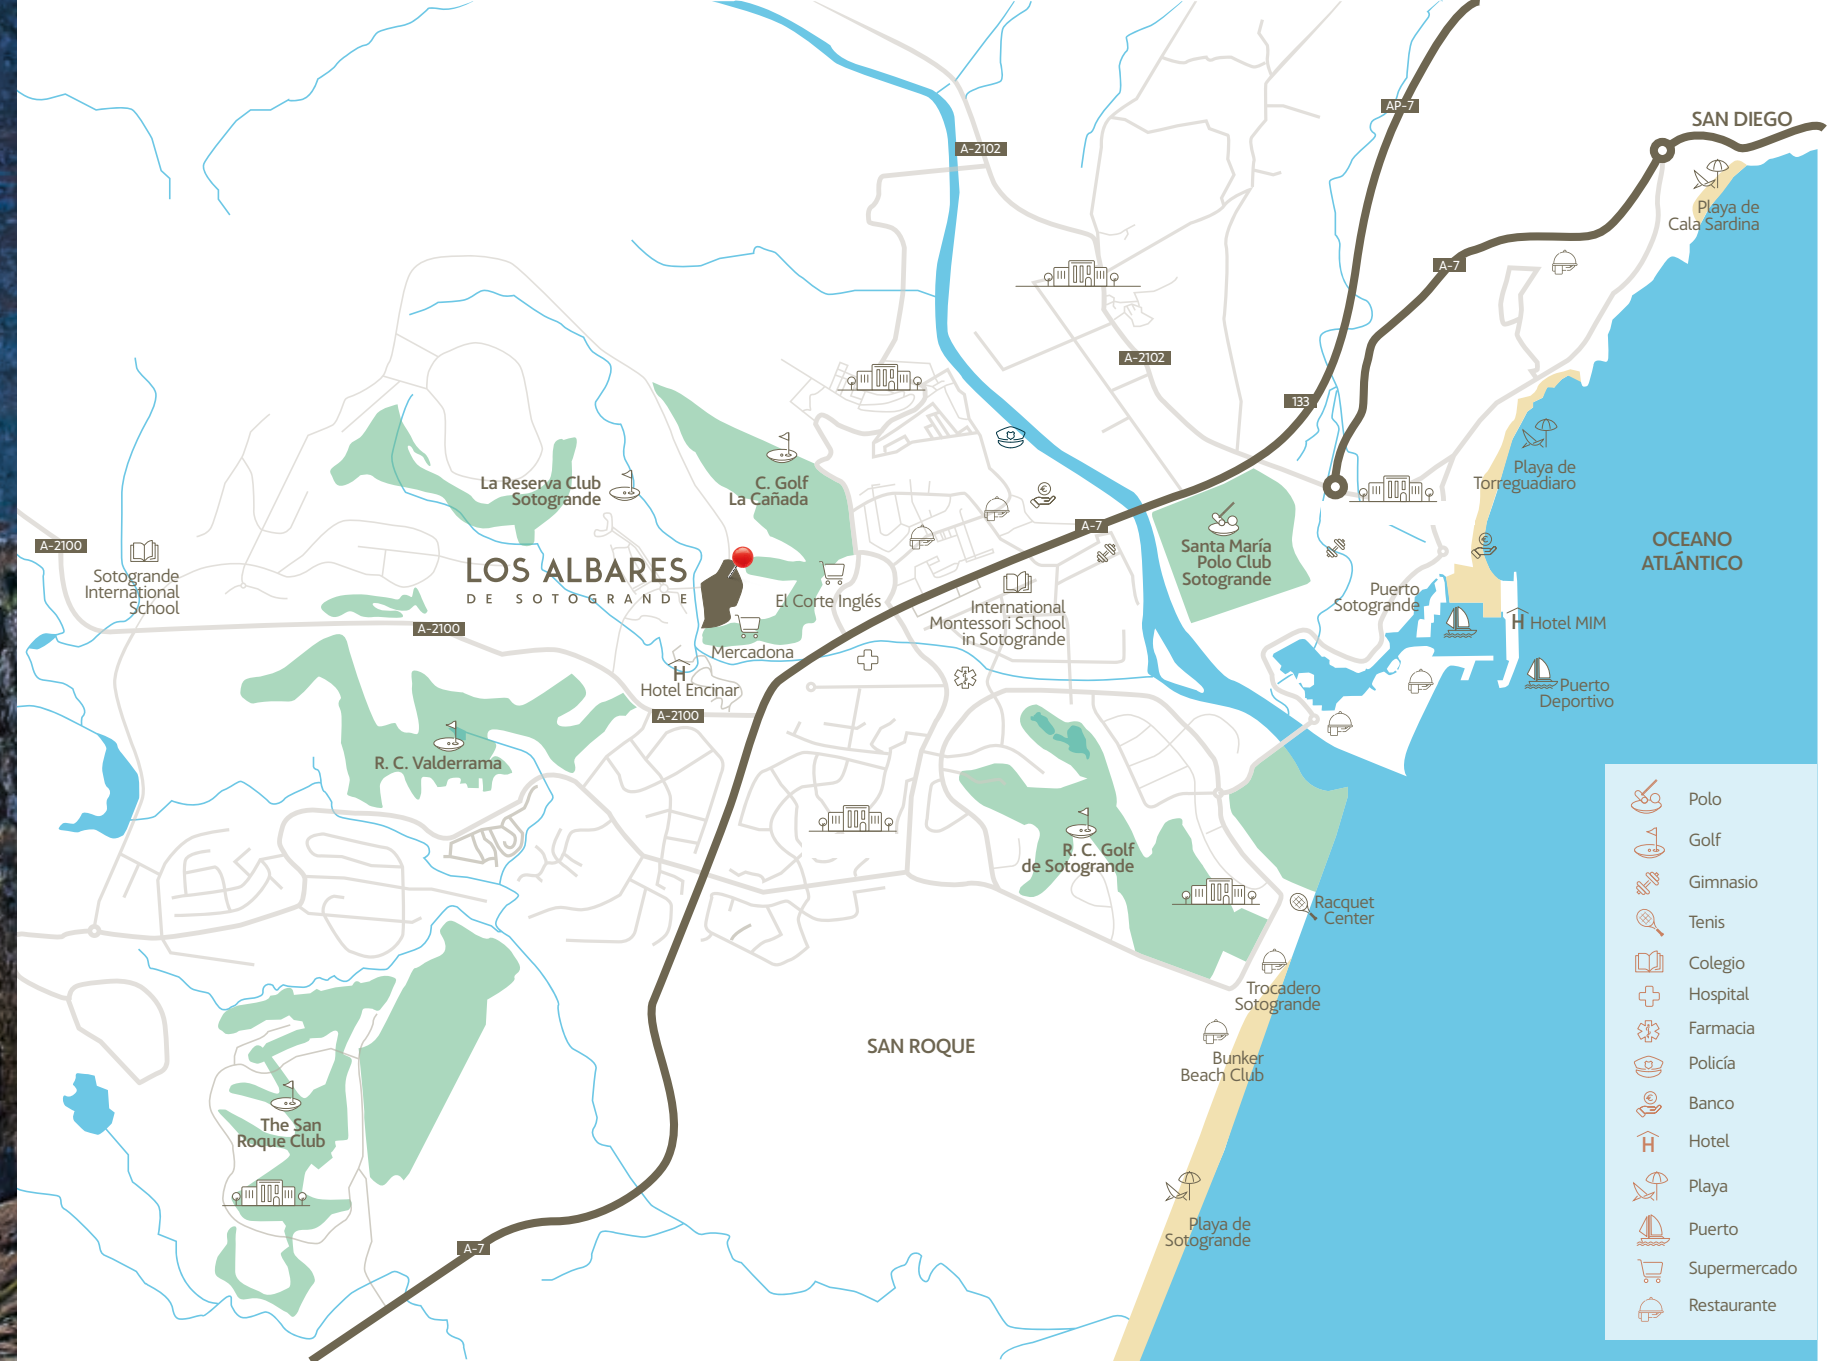 SAN DIEGO
AP-7
A-2102
Playa de
Cala Sardina
A-7
A-2102
133
La Reserva Club
Sotogrande
C. Golf
La Cañada
Playa de
Torreguadiaro
A-7
OCEANO
ATLÁNTICO
A-2100
Sotogrande
International
School
LOS ALBARES
DE SOTOGRANDE
El Corte Inglés
Santa María
Polo Club
Sotogrande
International
Montessori School
in Sotogrande
Puerto
Sotogrande
H Hotel MIM
A-2100
Mercadona
H
Hotel Encinar
Puerto
Deportivo
A-2100
R. C. Valderrama
R. C. Golf
de Sotogrande
Racquet
Center
Trocadero
Sotogrande
SAN ROQUE
Bunker
Beach Club
The San
Roque Club
Playa de
Sotogrande
A-7
Polo
Golf
Gimnasio
Tenis
Colegio
Hospital
Farmacia
Policía
€ Banco
H Hotel
Playa
Puerto
Supermercado
Restaurante